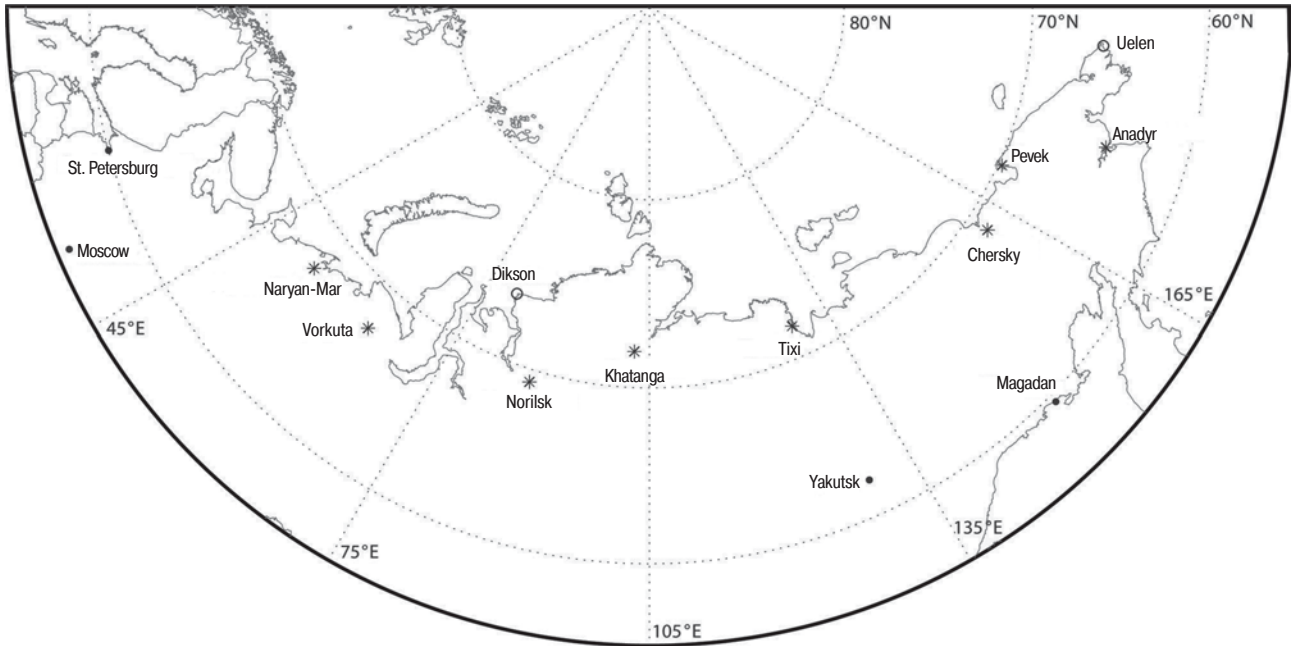 80°N
70°N
60°N
Uelen
Anadyr
St. Petersburg
Pevek
Moscow
Chersky
Dikson
Naryan-Mar
165°E
45°E
Vorkuta
Tixi
Khatanga
Magadan
Norilsk
Yakutsk
135°E
75°E
105°E